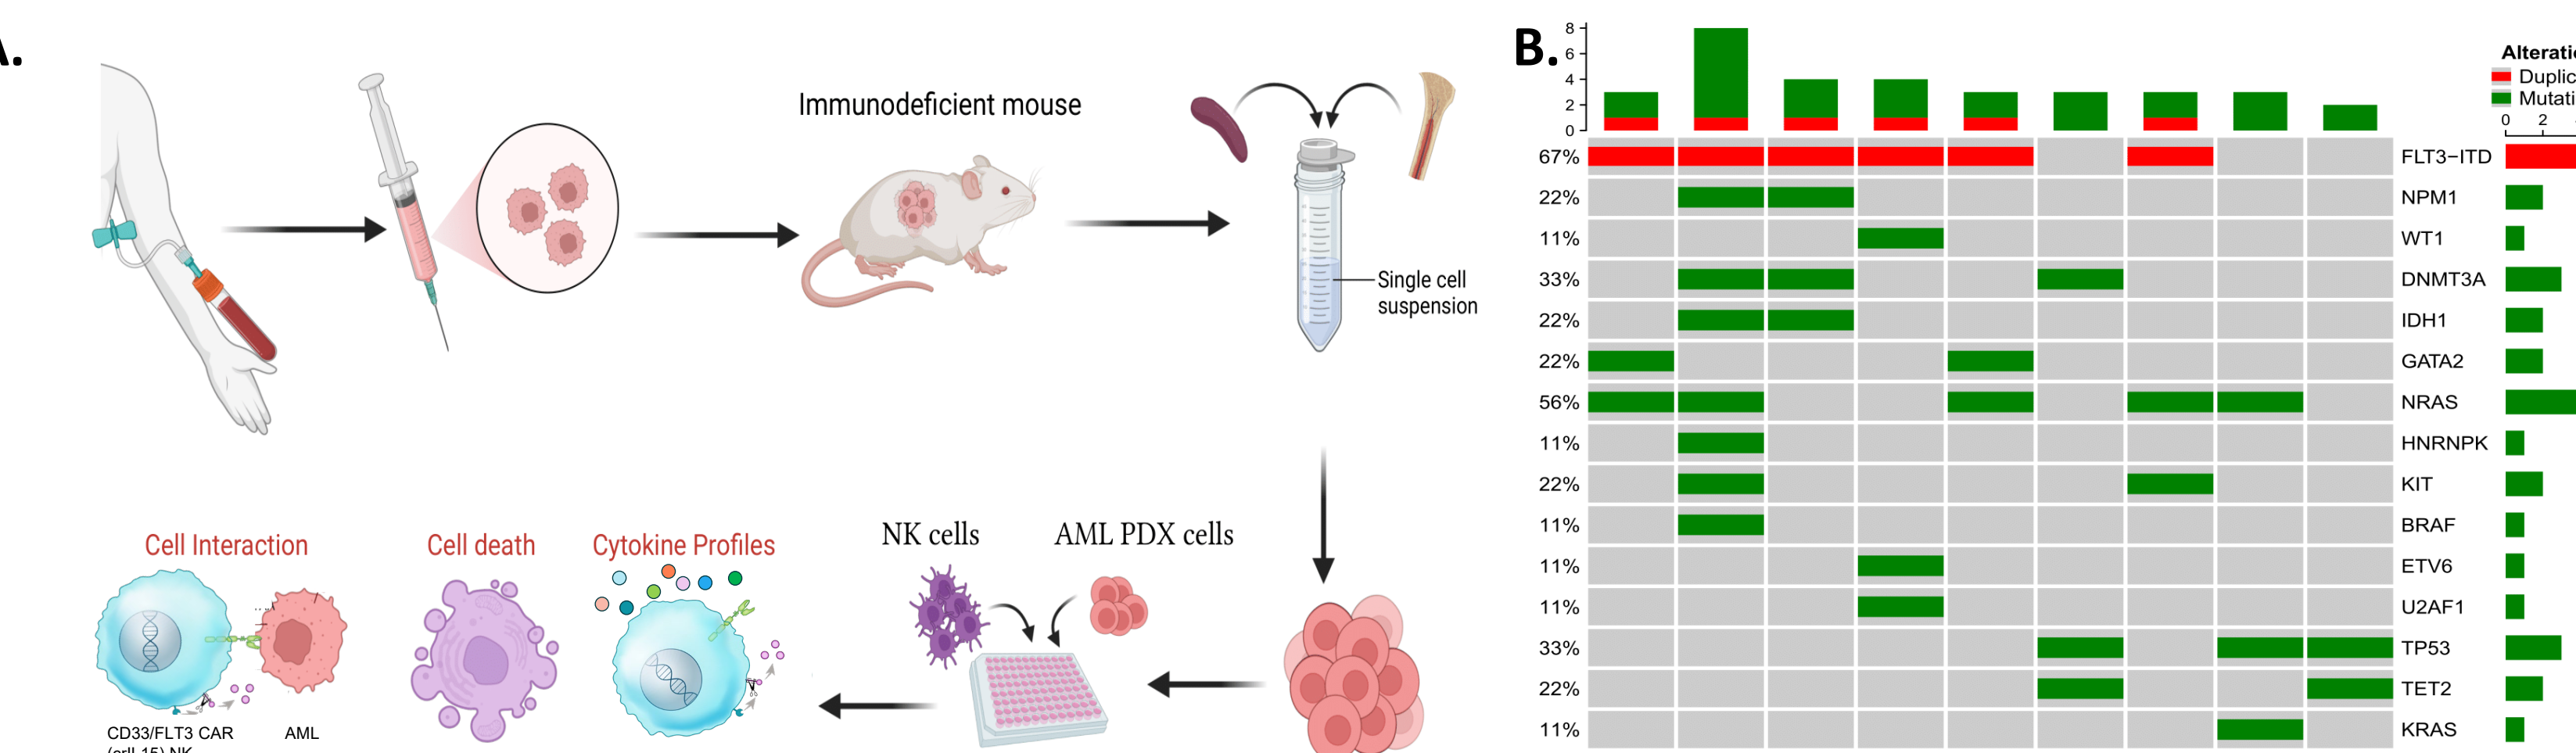 A.
Immunodeficient mouse
Single cell
suspension
Cell Interaction
Cell death
Cytokine Profiles
NK cells
AML PDX cells
CD33/FLT3 CAR
AML
B.
8
6
4
2
0
67% FLT3−ITD
22% NPM1
11% WT1
33% DNMT3A
22% IDH1
22% GATA2
56% NRAS
11% HNRNPK
22% KIT
11% BRAF
11% ETV6
11% U2AF1
33% TP53
22% TET2
11% KRAS
Alterati
Duplic
Mutati
0 2